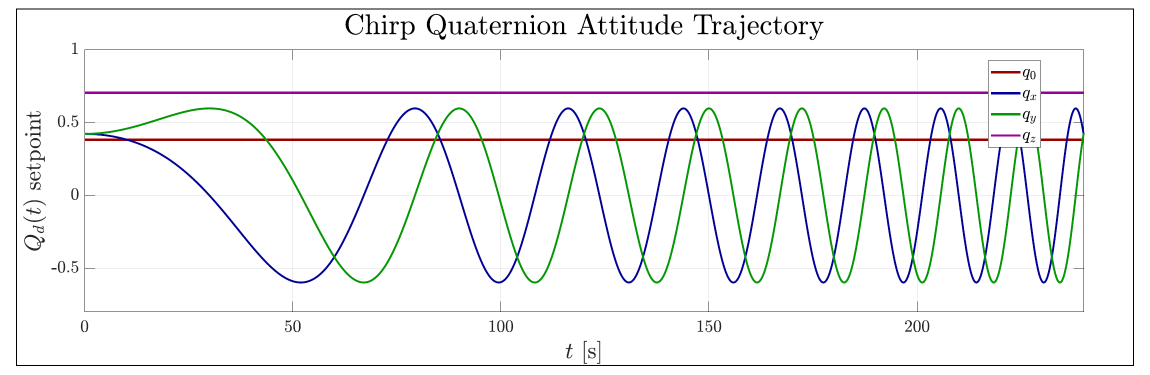 Chirp Quaternion Attitude Trajectory
1
0.5
0
-0.5
Q_d(t) setpoint
q_0
q_x
q_y
q_z
0 50 100 150 200
t [s]